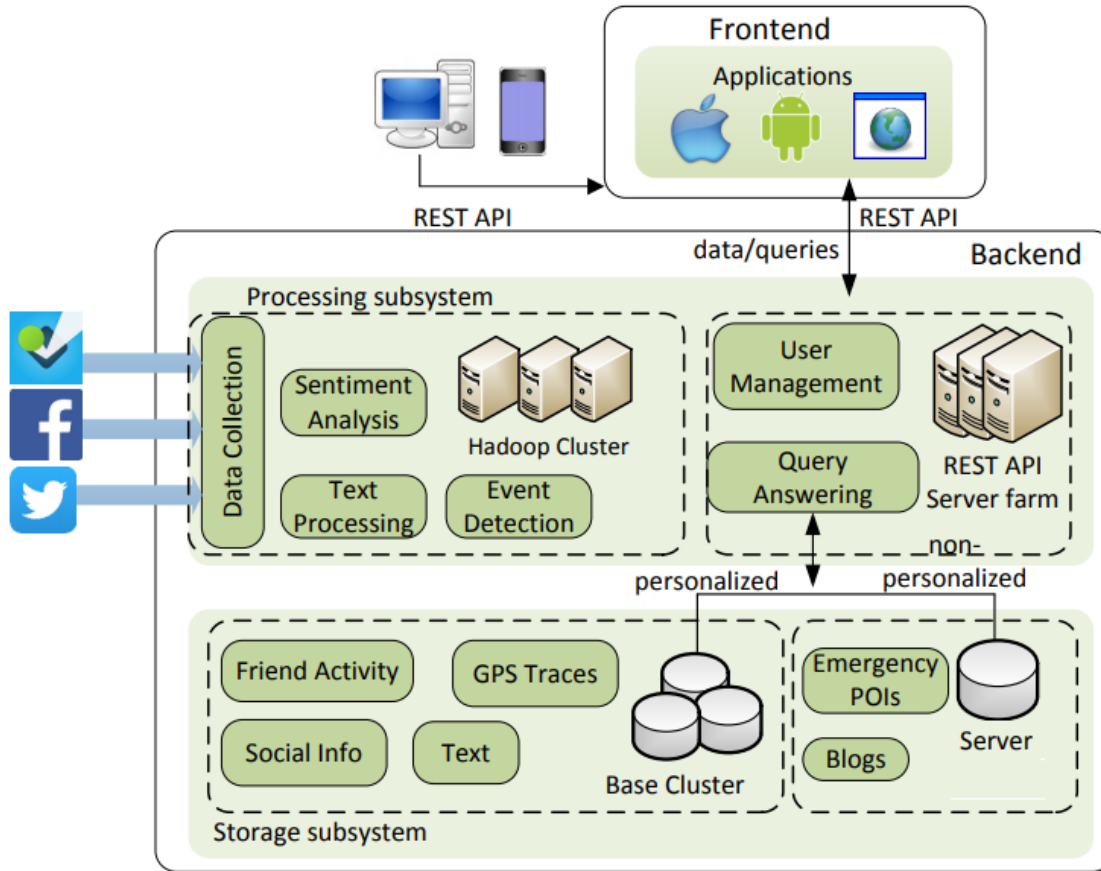 Frontend
Applications
REST API
REST API
data/queries
Backend
Processing subsystem
Data Collection
Sentiment
Analysis
Hadoop Cluster
Text
Processing
Event
Detection
User
Management
Query
Answering
REST API
Server farm
personalized
non-
personalized
Friend Activity
GPS Traces
Social Info
Text
Base Cluster
Emergency
POIs
Blogs
Server
Storage subsystem